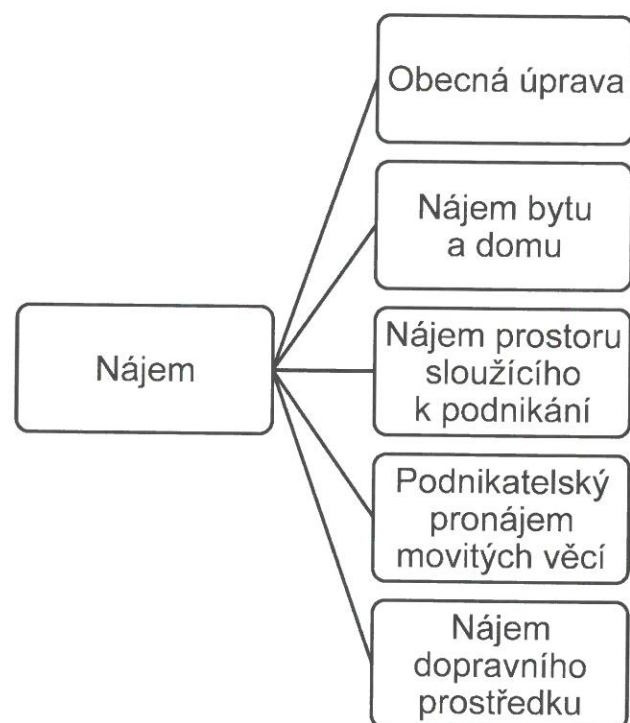 Obecná úprava
Nájem bytu
a domu
Nájem
Nájem prostoru
sloužícího
k podnikání
Podnikatelský
pronájem
movitých věcí
Nájem
dopravního
prostředku